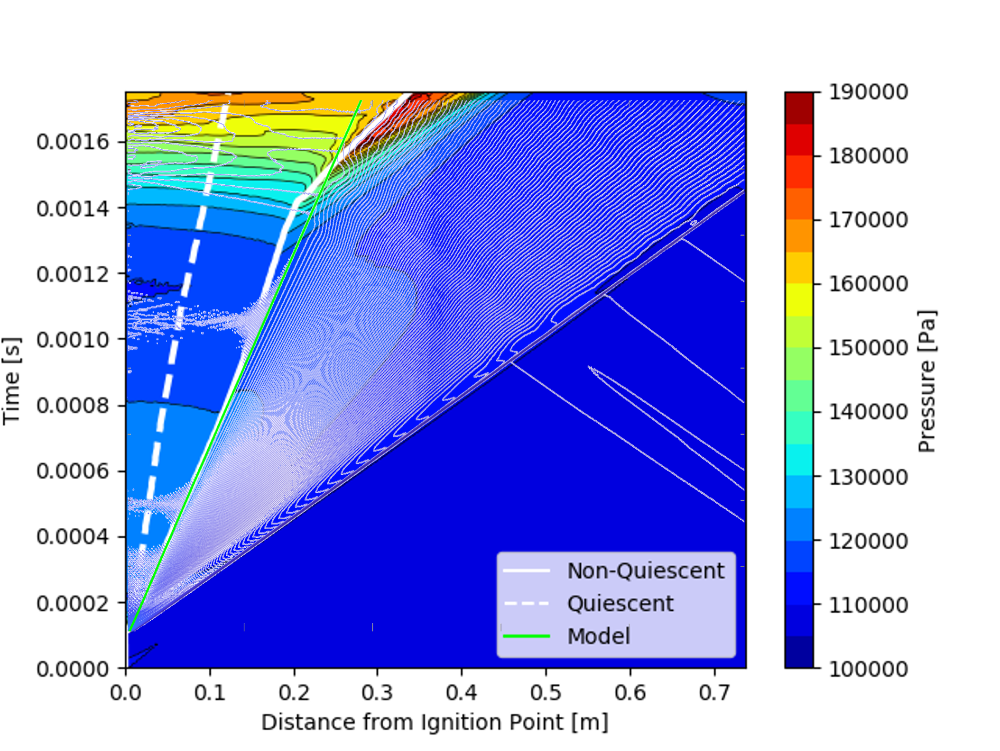 190000
180000
170000
160000
150000
140000
130000
120000
110000
100000
Pressure [Pa]
0.0016
0.0014
0.0012
0.0010
0.0008
0.0006
0.0004
0.0002
0.0000
Time [s]
Non-Quiescent
Quiescent
Model
0.0 0.1 0.2 0.3 0.4 0.5 0.6 0.7
Distance from Ignition Point [m]